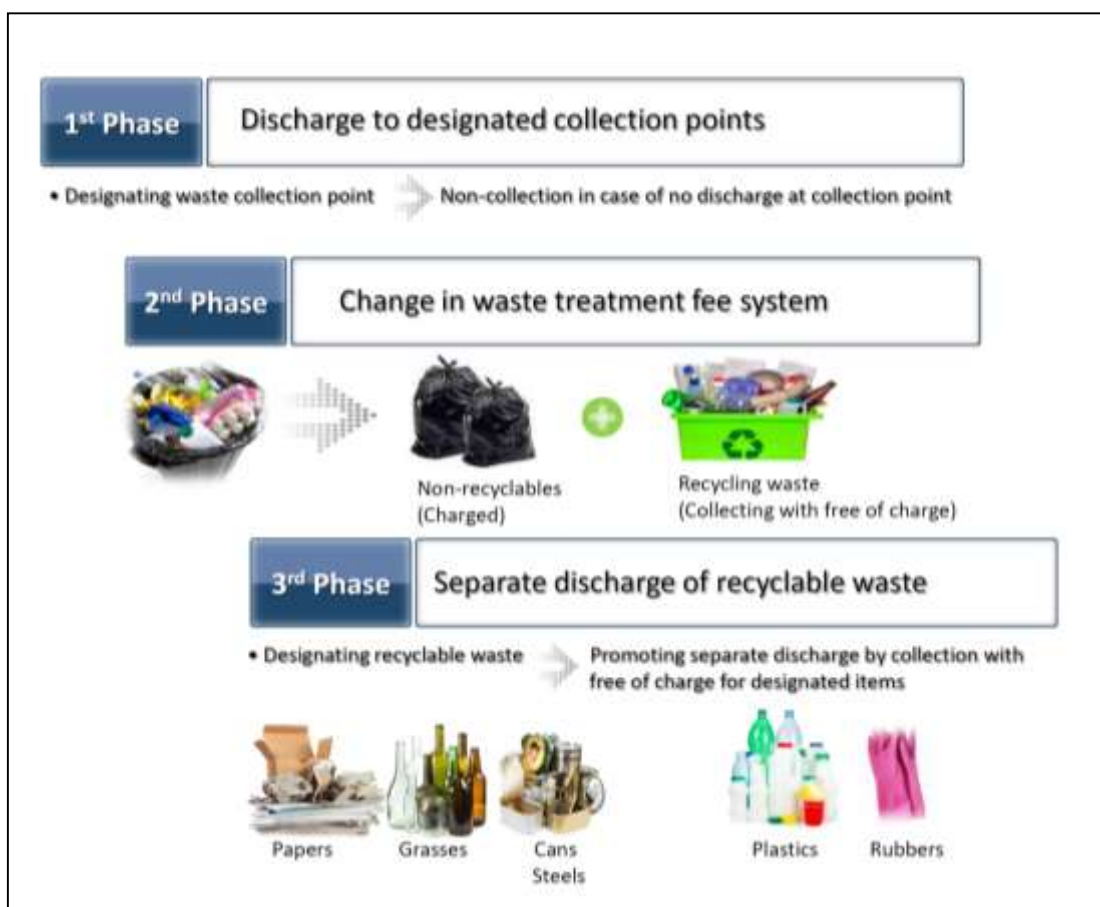 1st Phase
Discharge to designated collection points
• Designating waste collection point
Non-collection in case of no discharge at collection point
2nd Phase
Change in waste treatment fee system
Non-recyclables
(Charged)
Recycling waste
(Collecting with free of charge)
3rd Phase
Separate discharge of recyclable waste
• Designating recyclable waste
Promoting separate discharge by collection with
free of charge for designated items
Papers
Grasses
Cans
Steels
Plastics
Rubbers